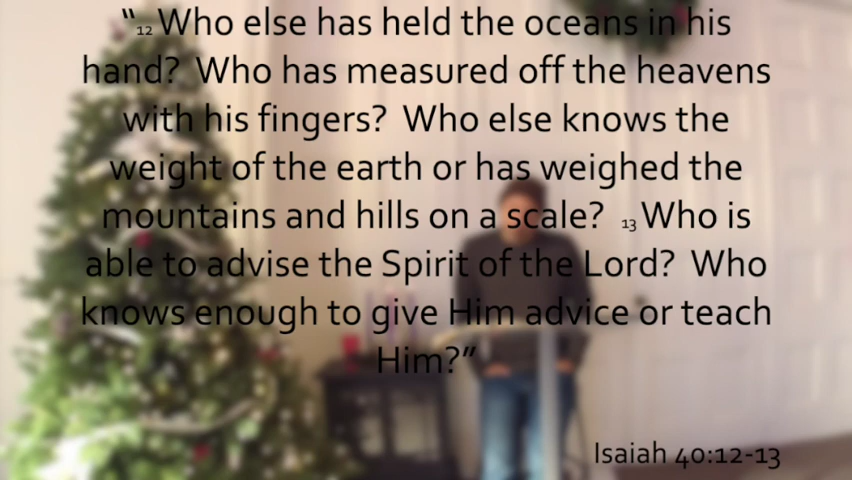 “12 Who else has held the oceans in his
hand? Who has measured off the heavens
with his fingers? Who else knows the
weight of the earth or has weighed the
mountains and hills on a scale? 13 Who is
able to advise the Spirit of the Lord? Who
knows enough to give Him advice or teach
Him?”
Isaiah 40:12-13